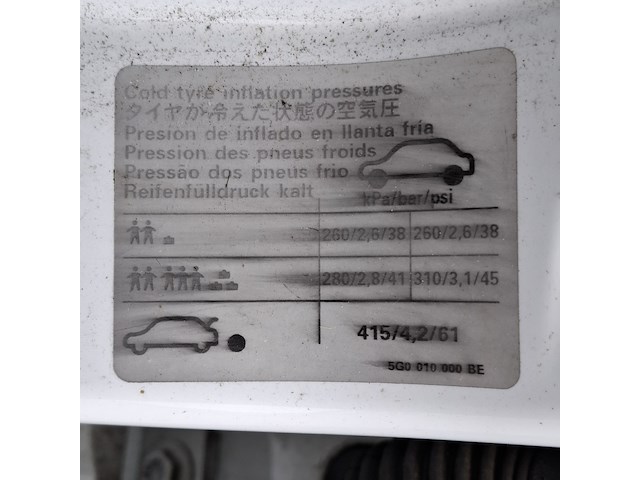 Cold tyre inflation pressures
タイヤが冷えた状態の空気圧
Presion de inflado en llanta fria
Pression des pneus froids
Pressão dos pneus frio
Reifenfülldruck kalt
kPa/bar/psi
260/2,6/38 260/2,6/38
280/2,8/41 310/3,1/45
415/4,2/61
5G0 010 000 BE